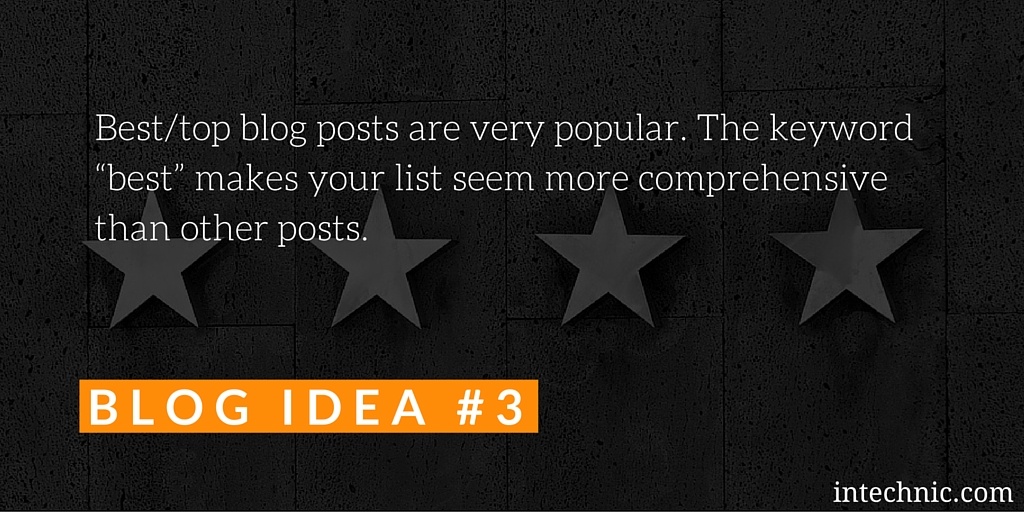 Best/top blog posts are very popular. The keyword
“best” makes your list seem more comprehensive
than other posts.
BLOG IDEA #3
intechnic.com